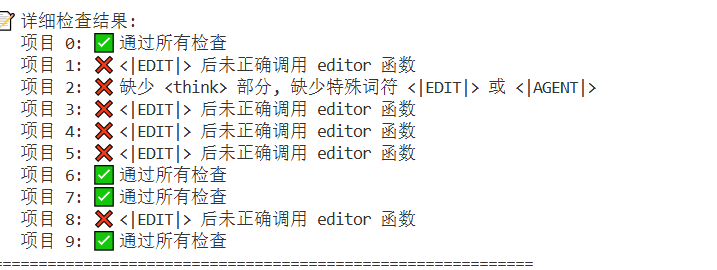 📝 详细检查结果:
项目 0: ✅ 通过所有检查
项目 1: ❌ <|EDIT|> 后未正确调用 editor 函数
项目 2: ❌ 缺少 <think> 部分, 缺少特殊词符 <|EDIT|> 或 <|AGENT|>
项目 3: ❌ <|EDIT|> 后未正确调用 editor 函数
项目 4: ❌ <|EDIT|> 后未正确调用 editor 函数
项目 5: ❌ <|EDIT|> 后未正确调用 editor 函数
项目 6: ✅ 通过所有检查
项目 7: ✅ 通过所有检查
项目 8: ❌ <|EDIT|> 后未正确调用 editor 函数
项目 9: ✅ 通过所有检查
============================================================